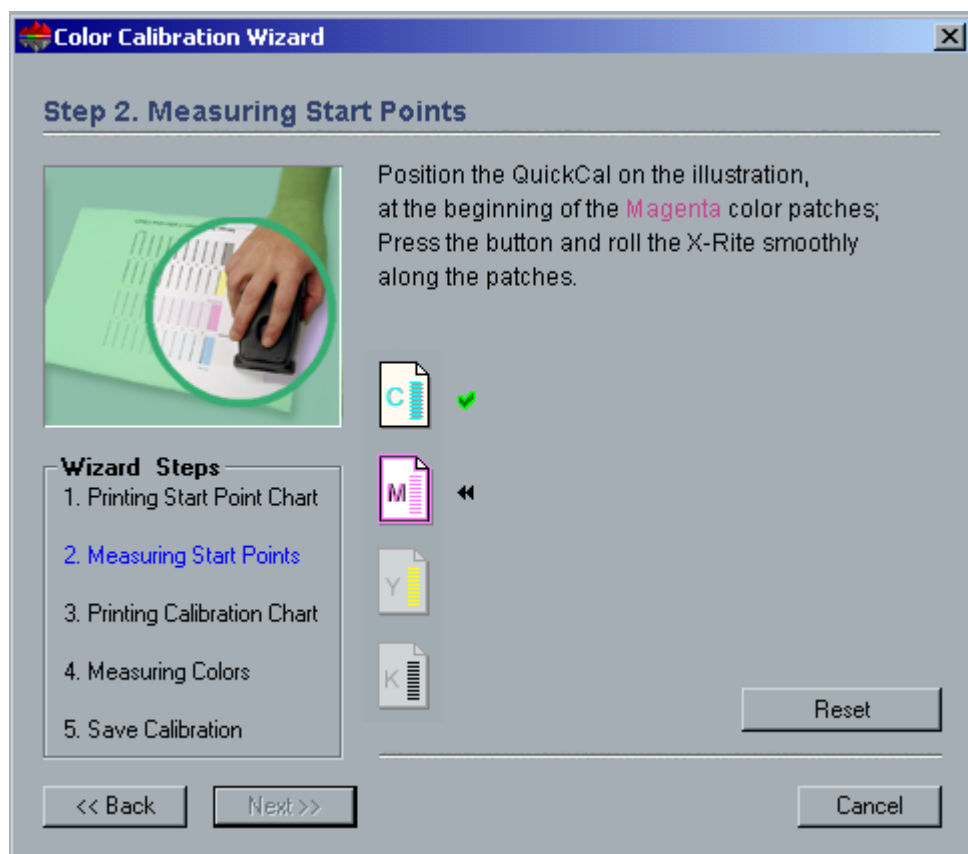 Color Calibration Wizard
Step 2. Measuring Start Points
Position the QuickCal on the illustration,
at the beginning of the Magenta color patches;
Press the button and roll the X-Rite smoothly
along the patches.
C
M
Y
K
Wizard Steps
1. Printing Start Point Chart
2. Measuring Start Points
3. Printing Calibration Chart
4. Measuring Colors
5. Save Calibration
Reset
<< Back
Next >>
Cancel